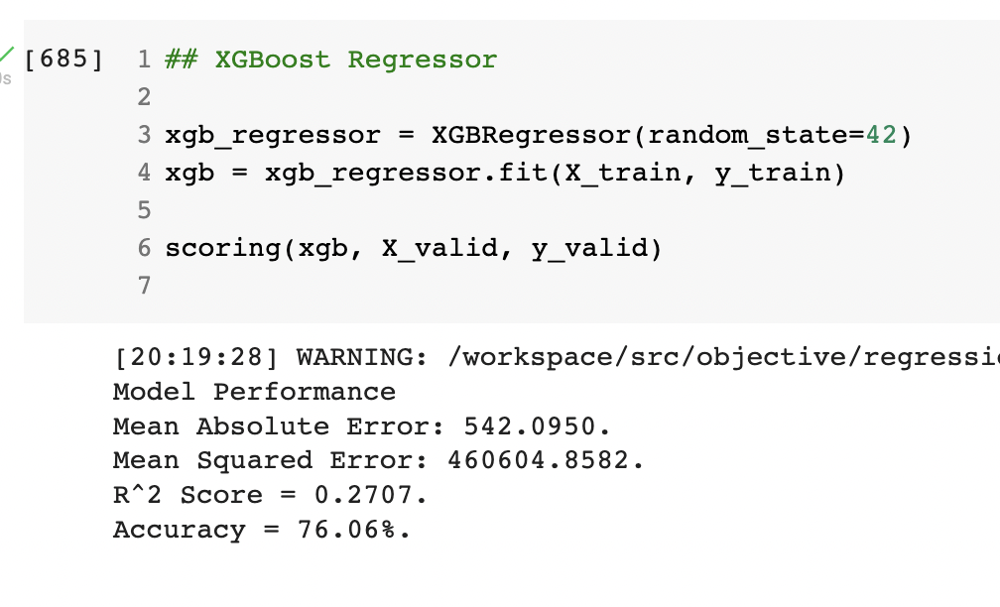 [685] 1 ## XGBoost Regressor
2
3 xgb_regressor = XGBRegressor(random_state=42)
4 xgb = xgb_regressor.fit(X_train, y_train)
5
6 scoring(xgb, X_valid, y_valid)
7
[20:19:28] WARNING: /workspace/src/objective/regressi
Model Performance
Mean Absolute Error: 542.0950.
Mean Squared Error: 460604.8582.
R^2 Score = 0.2707.
Accuracy = 76.06%.